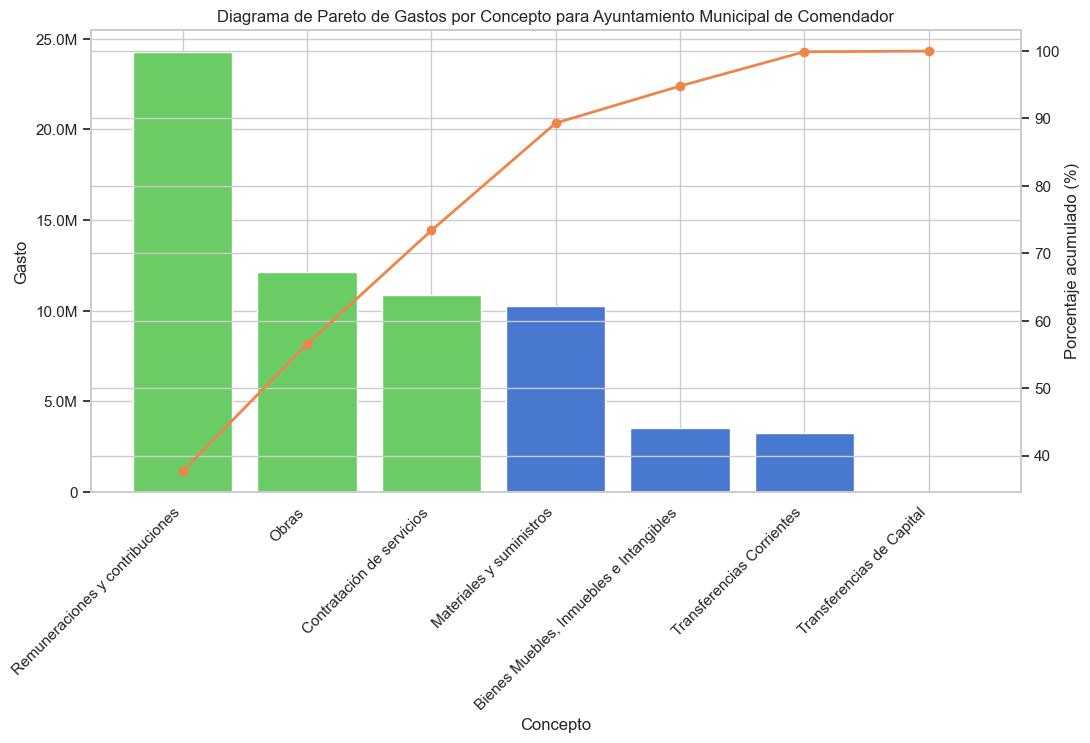 Diagrama de Pareto de Gastos por Concepto para Ayuntamiento Municipal de Comendador
25.0M
20.0M
15.0M
10.0M
5.0M
0
Gasto
100
90
80
70
60
50
40
Porcentaje acumulado (%)
Remuneraciones y contribuciones
Obras
Contratación de servicios
Materiales y suministros
Bienes Muebles, Inmuebles e Intangibles
Transferencias Corrientes
Transferencias de Capital
Concepto